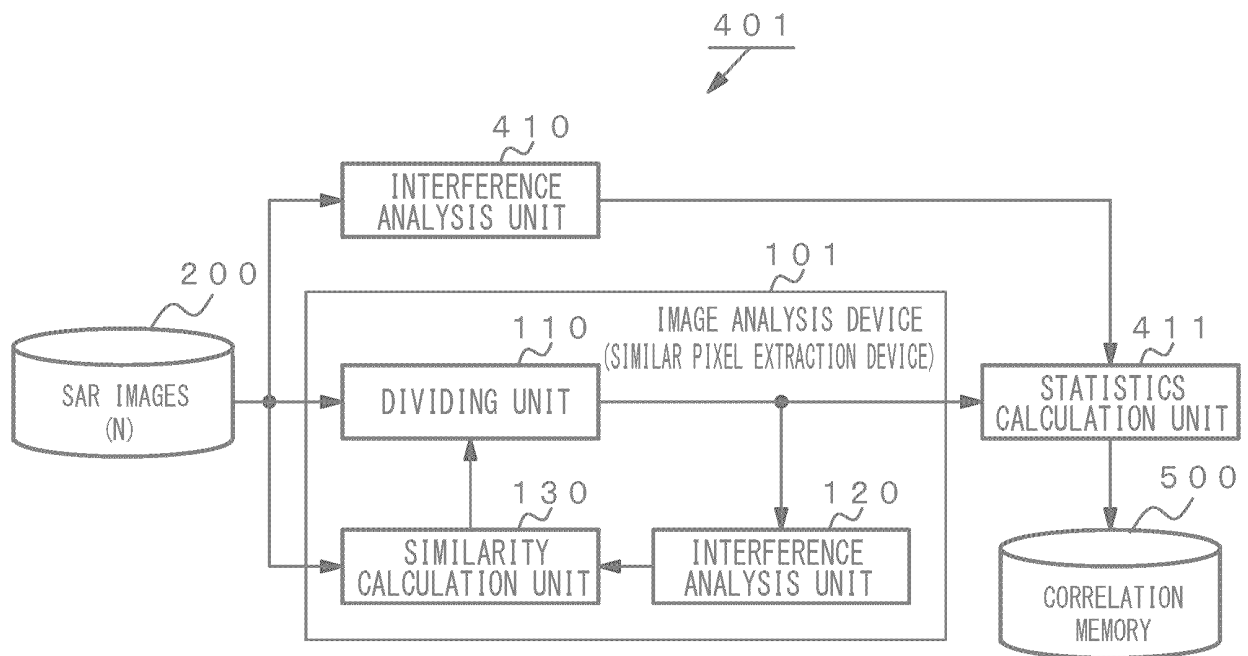 401
410
INTERFERENCE
ANALYSIS UNIT
101
200
IMAGE ANALYSIS DEVICE
(SIMILAR PIXEL EXTRACTION DEVICE)
110
411
SAR IMAGES
(N)
DIVIDING UNIT
STATISTICS
CALCULATION UNIT
130
120
500
SIMILARITY
CALCULATION UNIT
INTERFERENCE
ANALYSIS UNIT
CORRELATION
MEMORY